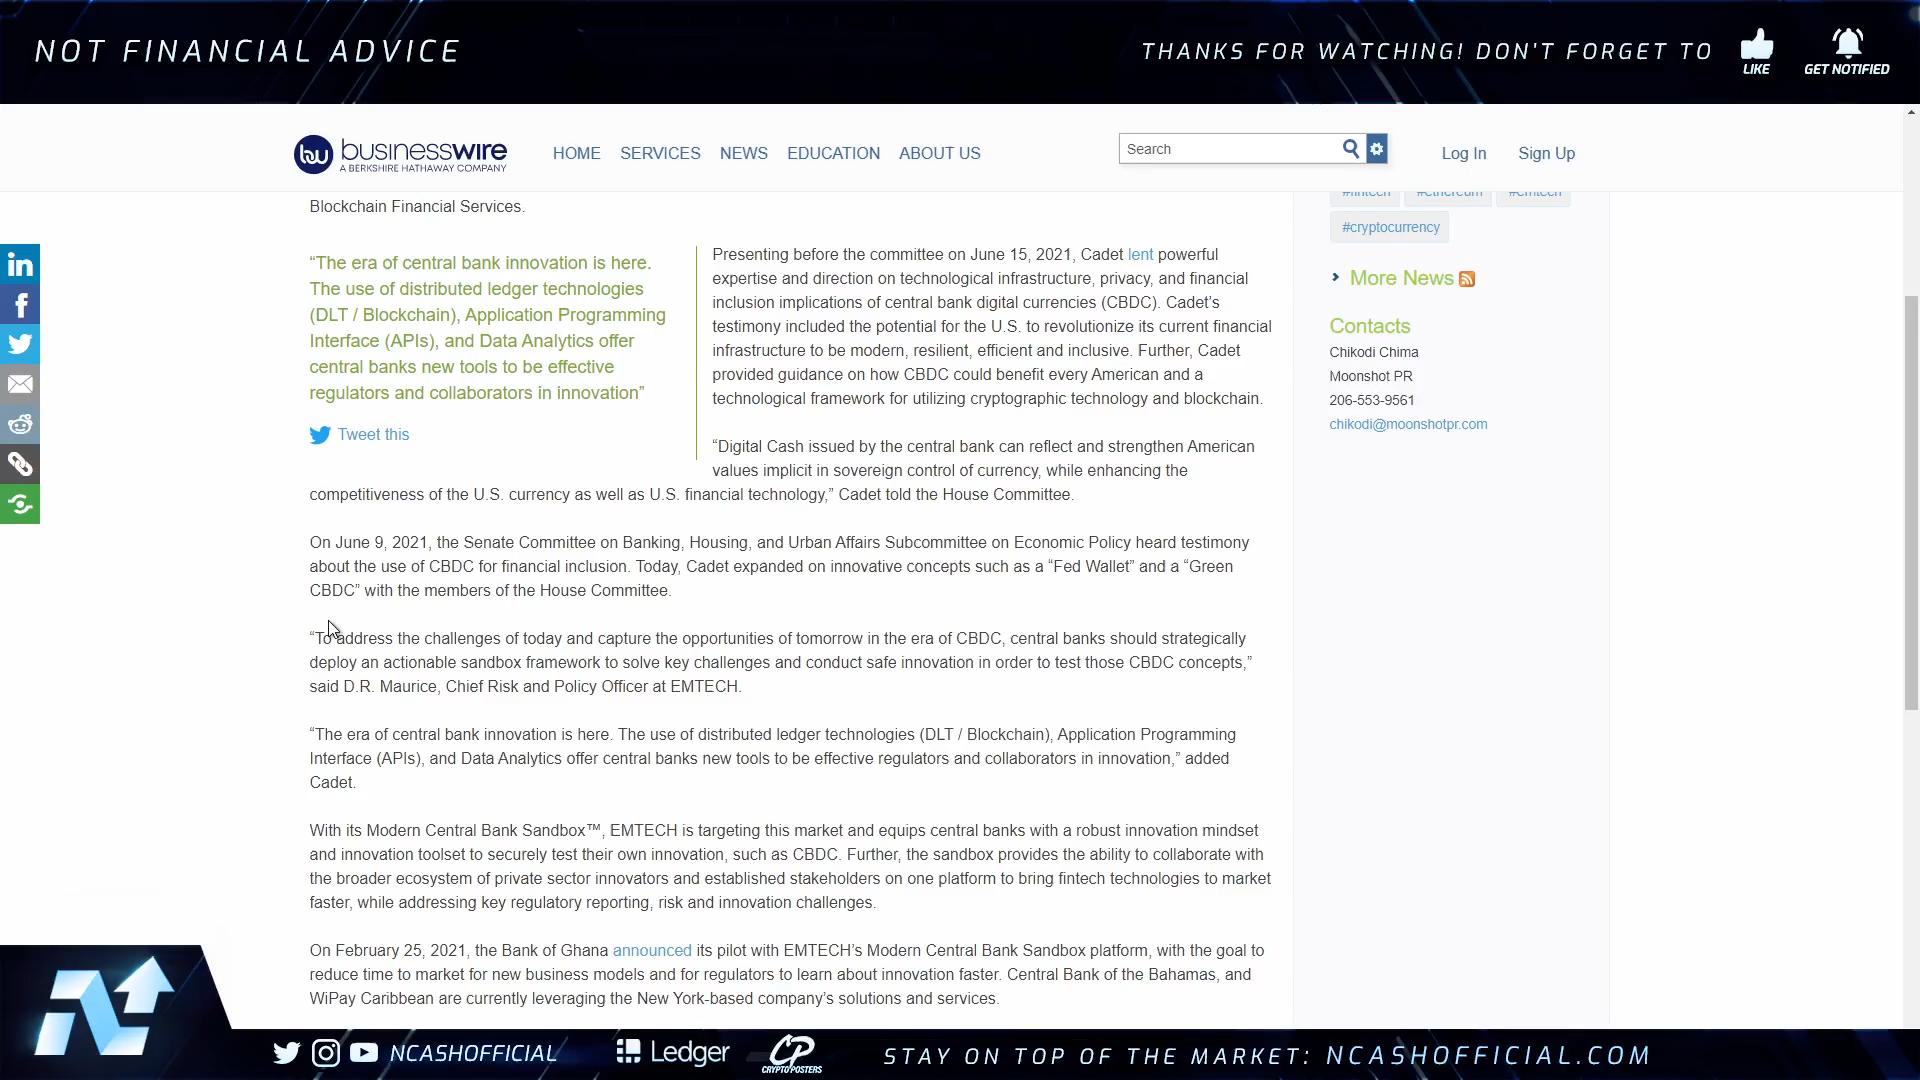 NOT FINANCIAL ADVICE
THANKS FOR WATCHING! DON'T FORGET TO
LIKE
GET NOTIFIED
bw businesswire
A BERKSHIRE HATHAWAY COMPANY
HOME SERVICES NEWS EDUCATION ABOUT US
Search
Log In Sign Up
#fintech #ethereum #emtech
#cryptocurrency
More News
Contacts
Chikodi Chima
Moonshot PR
206-553-9561
chikodi@moonshotpr.com
Blockchain Financial Services.
“The era of central bank innovation is here.
The use of distributed ledger technologies
(DLT / Blockchain), Application Programming
Interface (APIs), and Data Analytics offer
central banks new tools to be effective
regulators and collaborators in innovation”
Tweet this
Presenting before the committee on June 15, 2021, Cadet lent powerful
expertise and direction on technological infrastructure, privacy, and financial
inclusion implications of central bank digital currencies (CBDC). Cadet’s
testimony included the potential for the U.S. to revolutionize its current financial
infrastructure to be modern, resilient, efficient and inclusive. Further, Cadet
provided guidance on how CBDC could benefit every American and a
technological framework for utilizing cryptographic technology and blockchain.
“Digital Cash issued by the central bank can reflect and strengthen American
values implicit in sovereign control of currency, while enhancing the
competitiveness of the U.S. currency as well as U.S. financial technology,” Cadet told the House Committee.
On June 9, 2021, the Senate Committee on Banking, Housing, and Urban Affairs Subcommittee on Economic Policy heard testimony
about the use of CBDC for financial inclusion. Today, Cadet expanded on innovative concepts such as a “Fed Wallet” and a “Green
CBDC” with the members of the House Committee.
“To address the challenges of today and capture the opportunities of tomorrow in the era of CBDC, central banks should strategically
deploy an actionable sandbox framework to solve key challenges and conduct safe innovation in order to test those CBDC concepts,”
said D.R. Maurice, Chief Risk and Policy Officer at EMTECH.
“The era of central bank innovation is here. The use of distributed ledger technologies (DLT / Blockchain), Application Programming
Interface (APIs), and Data Analytics offer central banks new tools to be effective regulators and collaborators in innovation,” added
Cadet.
With its Modern Central Bank Sandbox™, EMTECH is targeting this market and equips central banks with a robust innovation mindset
and innovation toolset to securely test their own innovation, such as CBDC. Further, the sandbox provides the ability to collaborate with
the broader ecosystem of private sector innovators and established stakeholders on one platform to bring fintech technologies to market
faster, while addressing key regulatory reporting, risk and innovation challenges.
On February 25, 2021, the Bank of Ghana announced its pilot with EMTECH’s Modern Central Bank Sandbox platform, with the goal to
reduce time to market for new business models and for regulators to learn about innovation faster. Central Bank of the Bahamas, and
WiPay Caribbean are currently leveraging the New York-based company’s solutions and services.
NCASHOFFICIAL
Ledger
CP
CRYPTOPOSTERS
STAY ON TOP OF THE MARKET: NCASHOFFICIAL.COM